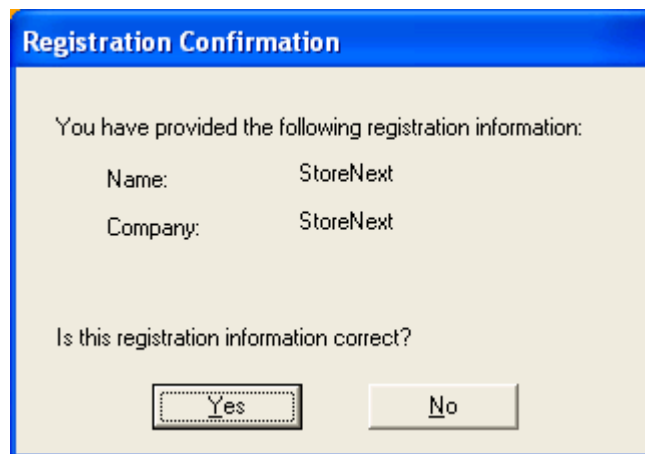 Registration Confirmation
You have provided the following registration information:
Name: StoreNext
Company: StoreNext
Is this registration information correct?
Yes No